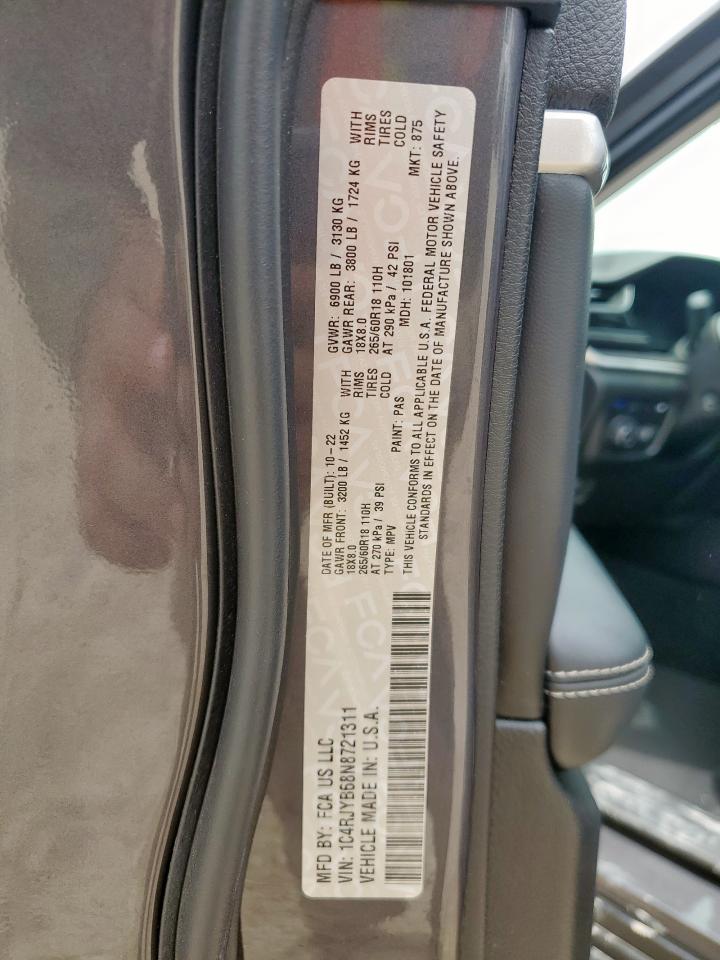 MFD BY: FCA US LLC
VIN: 1C4RJYB68N8721311
VEHICLE MADE IN: U.S.A.
DATE OF MFR (BUILT): 10-22
GAWR FRONT: 3200 LB / 1452 KG WITH
18X8.0 RIMS
265/60R18 110H TIRES
AT 270 kPa / 39 PSI COLD
TYPE: MPV PAINT: PAS
GVWR: 6900 LB / 3130 KG
GAWR REAR: 3800 LB / 1724 KG WITH
18X8.0 RIMS
265/60R18 110H TIRES
AT 290 kPa / 42 PSI COLD
MDH: 101801 MKT: 875
THIS VEHICLE CONFORMS TO ALL APPLICABLE U.S.A. FEDERAL MOTOR VEHICLE SAFETY
STANDARDS IN EFFECT ON THE DATE OF MANUFACTURE SHOWN ABOVE.